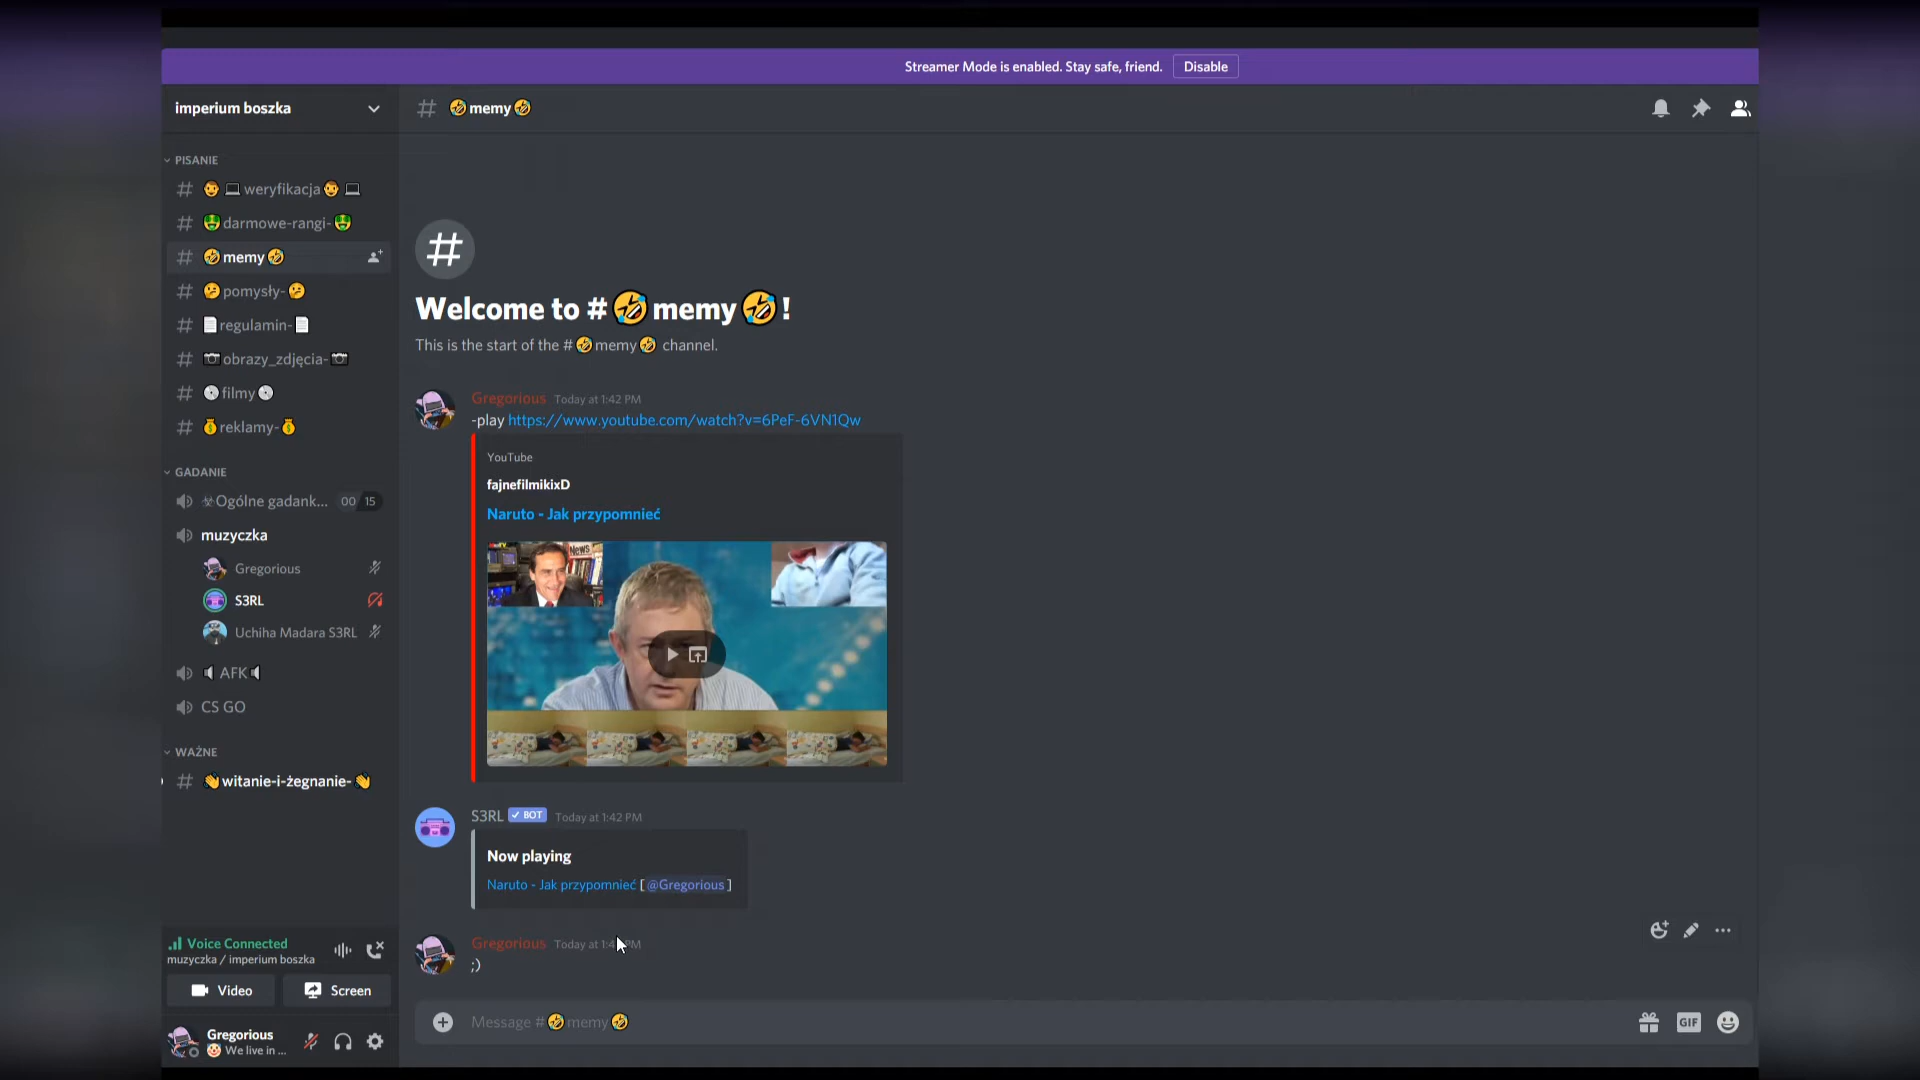 Streamer Mode is enabled. Stay safe, friend. Disable
imperium boszka
# 🤣memy🤣
PISANIE
# 👨💻weryfikacja👨💻
# 🤑darmowe-rangi-🤑
# 🤣memy🤣
# 🤔pomysły-🤔
# 📄regulamin-📄
# 📷obrazy_zdjęcia-📷
# 💿filmy💿
# 💰reklamy-💰
GADANIE
☣Ogólne gadank... 00 15
muzyczka
Gregorious
S3RL
Uchiha Madara S3RL
🔈AFK🔈
CS GO
WAŻNE
# 👋witanie-i-żegnanie-👋
Voice Connected
muzyczka / imperium boszka
Video Screen
Gregorious
🤡 We live in ...
#
Welcome to #🤣memy🤣!
This is the start of the #🤣memy🤣 channel.
Gregorious Today at 1:42 PM
-play https://www.youtube.com/watch?v=6PeF-6VN1Qw
YouTube
fajnefilmikixD
Naruto - Jak przypomnieć
News
S3RL ✓ BOT Today at 1:42 PM
Now playing
Naruto - Jak przypomnieć [@Gregorious]
Gregorious Today at PM
;)
Message #🤣memy🤣
GIF